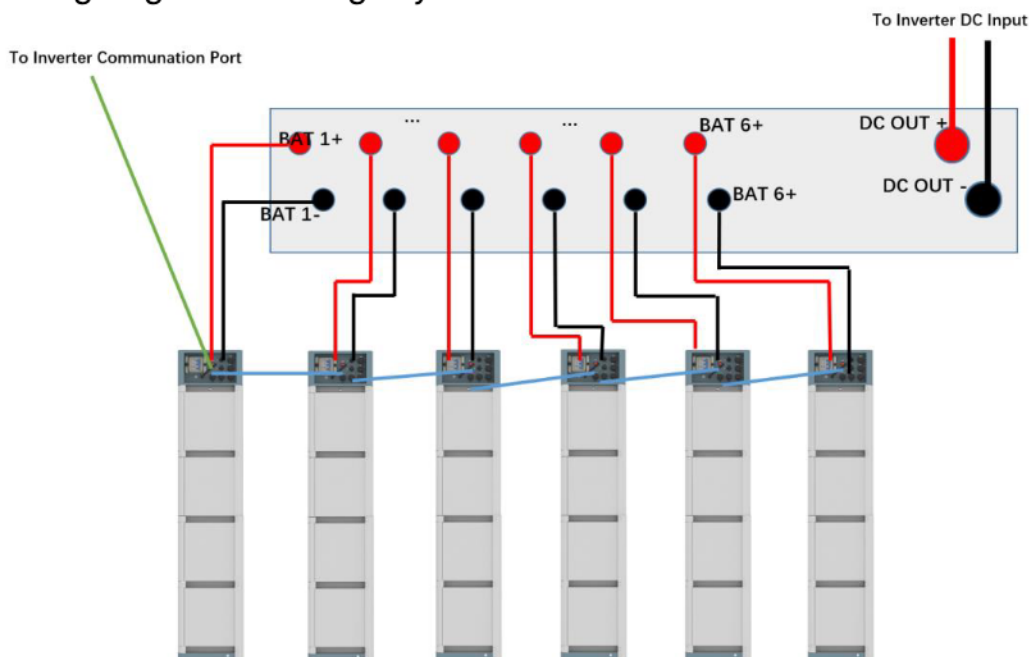 To Inverter DC Input
To Inverter Communation Port
BAT 1+
...
...
BAT 6+
DC OUT +
BAT 1-
BAT 6+
DC OUT -